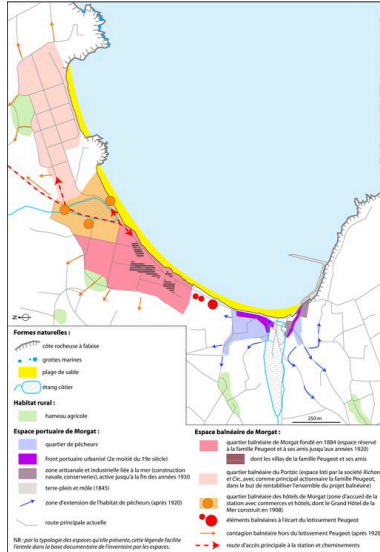 N
250 m
Formes naturelles :
côte rocheuse à falaise
grottes marines
plage de sable
étang côtier
Habitat rural :
hameau agricole
Espace portuaire de Morgat :
quartier de pêcheurs
front portuaire urbanisé (2e moitié du 19e siècle)
zone artisanale et industrielle liée à la mer (construction
navale, conserveries), active jusqu'à la fin des années 1930
terre-plein et môle (1845)
zone d'extension de l'habitat de pêcheurs (après 1920)
route principale actuelle
NB : par la typologie des espaces qu'elle présente, cette légende facilite
l'entrée dans la base documentaire de l'inventaire par les espaces.
Espace balnéaire de Morgat :
quartier balnéaire de Morgat fondé en 1884 (espace réservé
à la famille Peugeot et à ses amis jusqu'aux années 1920)
dont les villas de la famille Peugeot et ses amis
quartier balnéaire du Portzic (espace loti par la société Richon
et Cie, avec comme principal actionnaire la famille Peugeot,
dans le but de rentabiliser l'ensemble du projet balnéaire)
quartier balnéaire des hôtels de Morgat (zone d'accueil de la
station avec commerces et hôtels, dont le Grand Hôtel de la
Mer construit en 1908)
éléments balnéaires à l'écart du lotissement Peugeot
contagion balnéaire hors du lotissement Peugeot (après 1920)
route d'accès principale à la station et cheminements